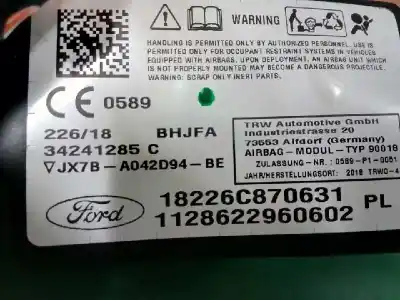 WARNING
HANDLING IS PERMITTED ONLY BY AUTHORIZED PERSONNEL. USE IS
PERMITTED ONLY FOR OCCUPANT RESTRAINT SYSTEMS IN VEHICLES
EQUIPPED WITH AIRBAGS. UPON DEPLOYMENT, AN AIRBAG UNIT WHICH
IS NOT PROPERLY MOUNTED MAY BECOME A DANGEROUS PROJECTILE.
WARNING: SCRAP ONLY INERT PARTS.
CE 0589
226/18 BHJFA
34241285 C
JX7B - A042D94 - BE
TRW Automotive GmbH
Industriestrasse 20
73553 Alfdorf (Germany)
AIRBAG - MODUL - TYP 90018
ZULASSUNG - NR.: 0589 - P1 - 0051
JAHR/HERSTELLUNGSORT: 2018 TRWO-
Ford
18226C870631 PL
1128622960602